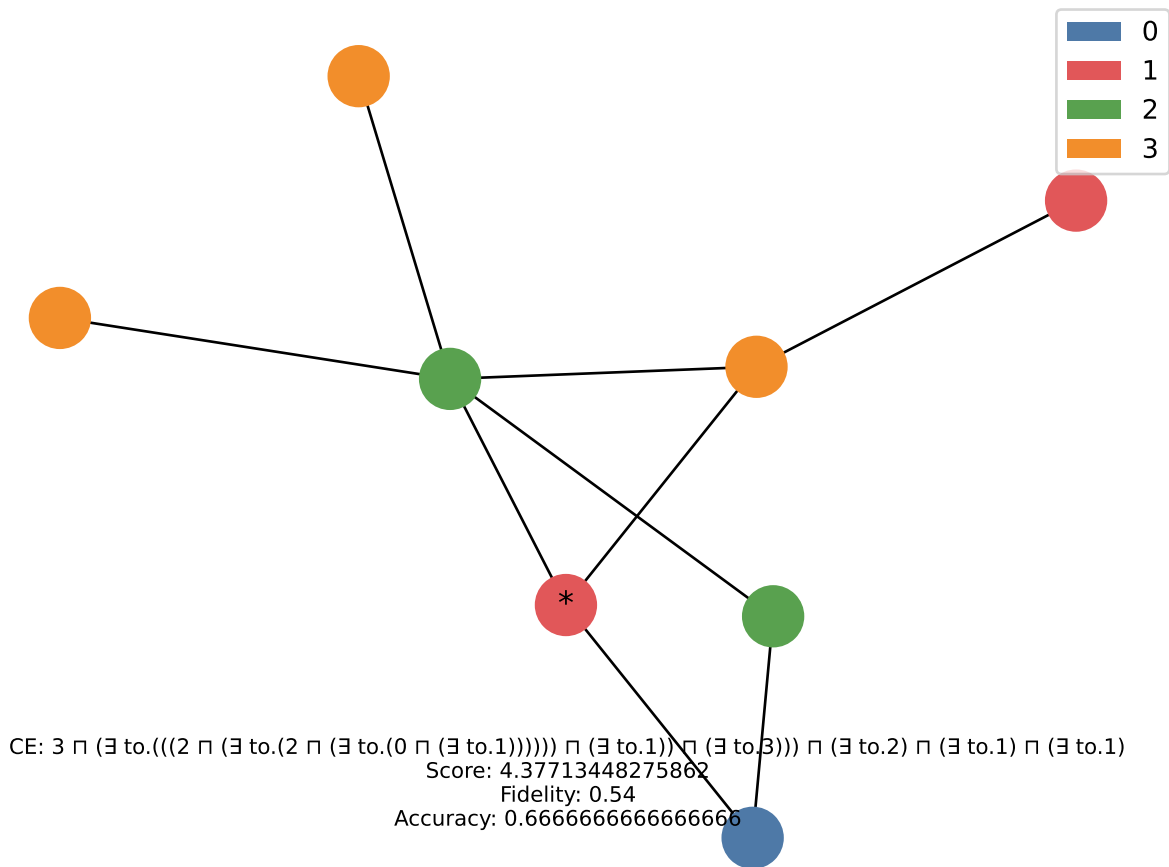 0
1
2
3
*
CE: 3 ⊓ (∃ to.(((2 ⊓ (∃ to.(2 ⊓ (∃ to.(0 ⊓ (∃ to.1)))))) ⊓ (∃ to.1)) ⊓ (∃ to.3))) ⊓ (∃ to.2) ⊓ (∃ to.1) ⊓ (∃ to.1)
Score: 4.37713448275862
Fidelity: 0.54
Accuracy: 0.6666666666666666